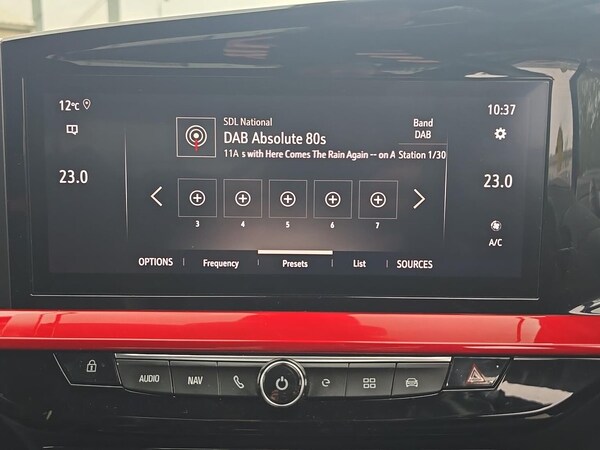 12°C
10:37
SDL National
DAB Absolute 80s
Band
DAB
11A s with Here Comes The Rain Again -- on A
Station 1/30
23.0
23.0
3 4 5 6 7
A/C
OPTIONS
Frequency
Presets
List
SOURCES
AUDIO
NAV